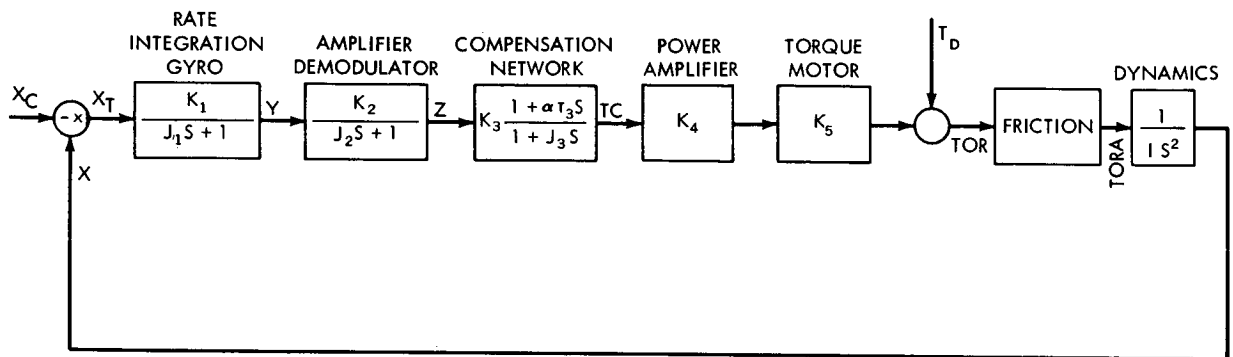 RATE
INTEGRATION
GYRO
AMPLIFIER
DEMODULATOR
COMPENSATION
NETWORK
POWER
AMPLIFIER
TORQUE
MOTOR
T_D
DYNAMICS
X_C
-x
X_T
K_1
J_1S + 1
Y
K_2
J_2S + 1
Z
K_3 1 + ατ_3S
1 + J_3S
TC
K_4
K_5
TOR
FRICTION
TORA
1
I S^2
X